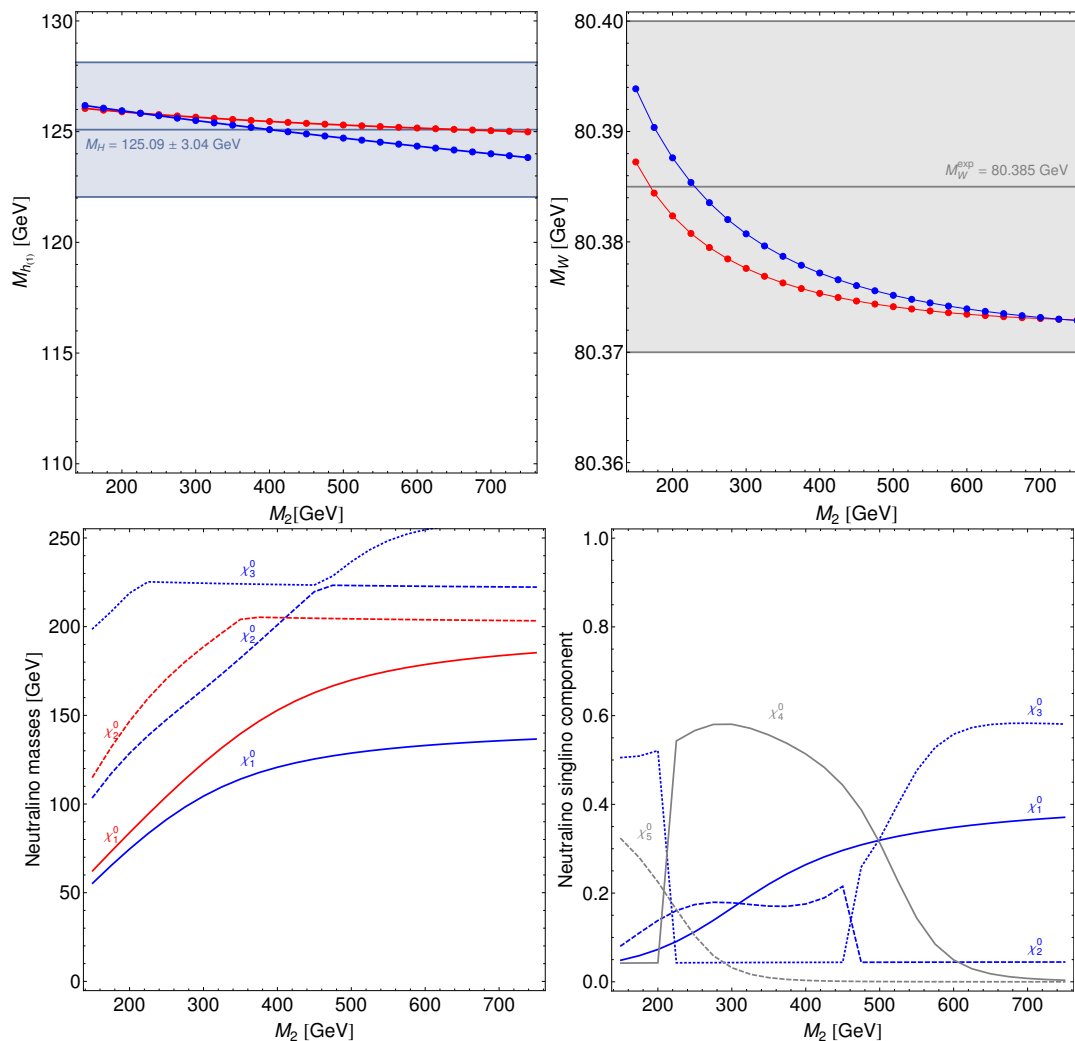 130
125
120
115
110
M_{h_{(1)}} [GeV]
M_H = 125.09 ± 3.04 GeV
200 300 400 500 600 700
M_2[GeV]
80.40
80.39
80.38
80.37
80.36
M_W [GeV]
M_W^{exp} = 80.385 GeV
200 300 400 500 600 700
M_2 [GeV]
250
200
150
100
50
0
Neutralino masses [GeV]
χ_3^0
χ_2^0
χ_2^0
χ_1^0
χ_1^0
200 300 400 500 600 700
M_2 [GeV]
1.0
0.8
0.6
0.4
0.2
0.0
Neutralino singlino component
χ_4^0
χ_3^0
χ_1^0
χ_5^0
χ_2^0
200 300 400 500 600 700
M_2 [GeV]